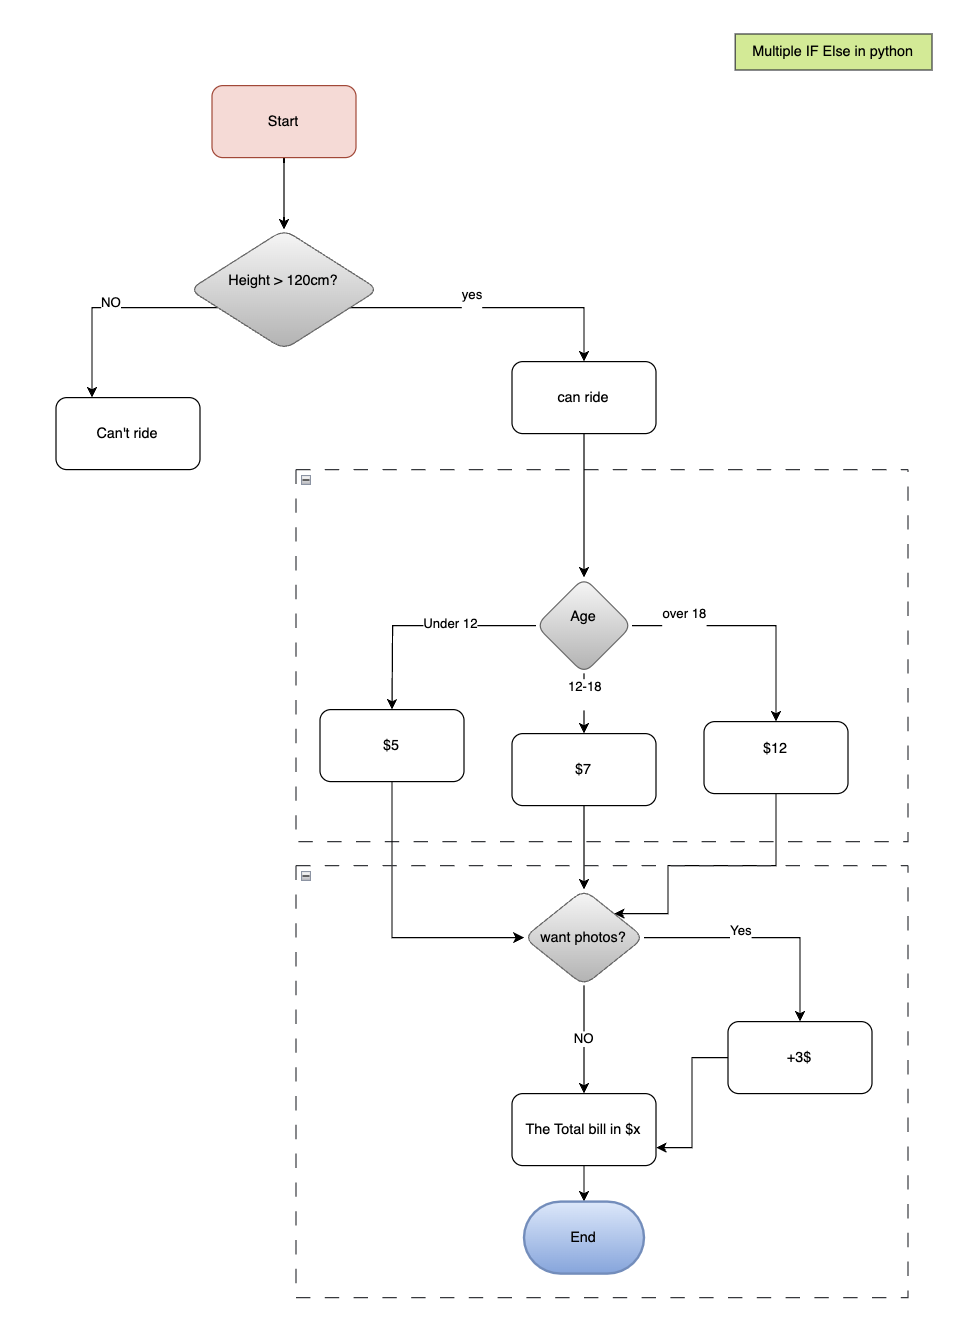 Multiple IF Else in python
Start
Height > 120cm?
NO
yes
can ride
Can't ride
Age
Under 12
over 18
12-18
$5
$7
$12
want photos?
Yes
NO
+3$
The Total bill in $x
End